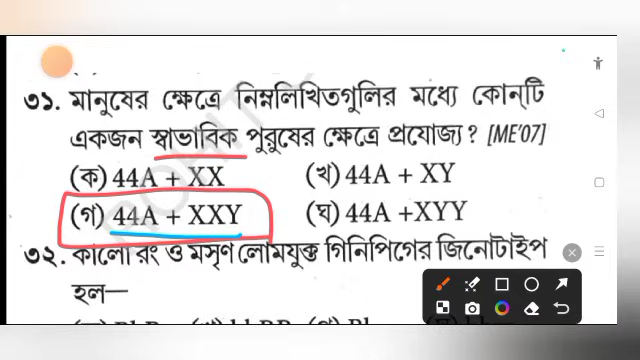 ৩১. মানুষের ক্ষেত্রে নিম্নলিখিতগুলির মধ্যে কোন্‌টি
একজন স্বাভাবিক পুরুষের ক্ষেত্রে প্রযোজ্য? [ME'07]
(ক) 44A + XX (খ) 44A + XY
(গ) 44A + XXY (ঘ) 44A +XYY
৩২. কালো রং ও মসৃণ লোমযুক্ত গিনিপিগের জিনোটাইপ
হল—